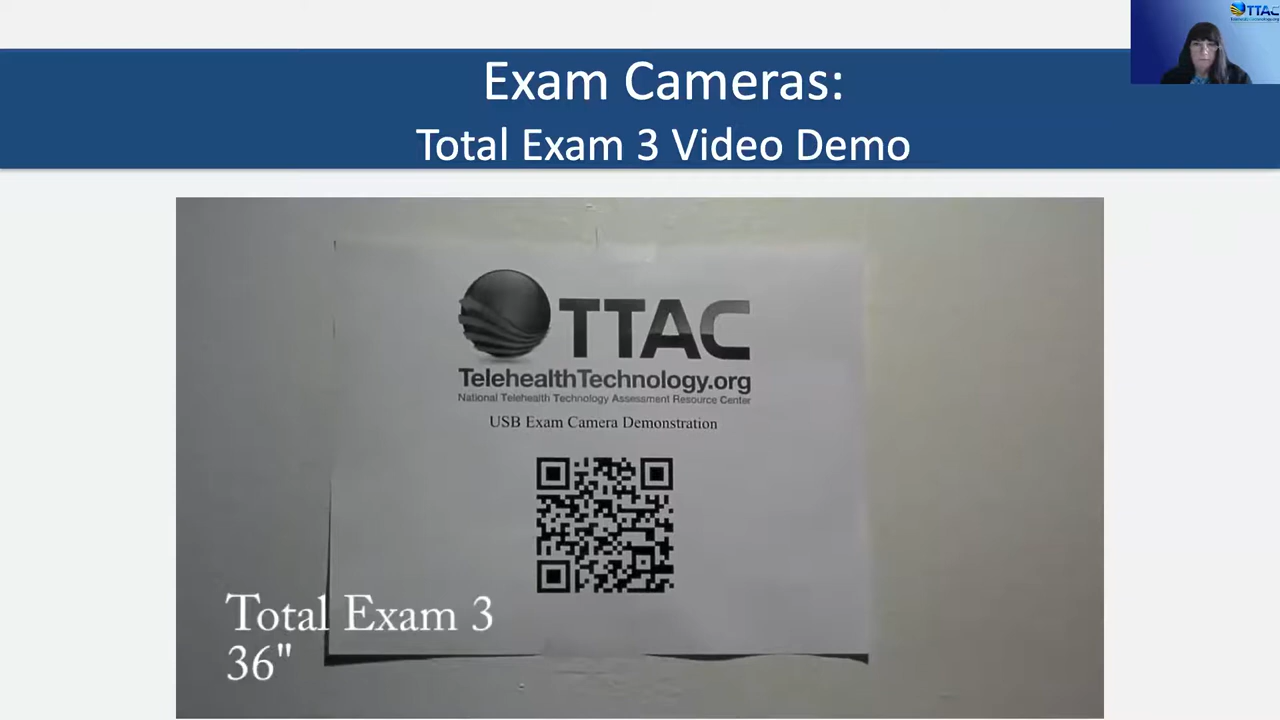 Exam Cameras:
Total Exam 3 Video Demo
TTAC
TTAC
TelehealthTechnology.org
National Telehealth Technology Assessment Resource Center
USB Exam Camera Demonstration
Total Exam 3
36"